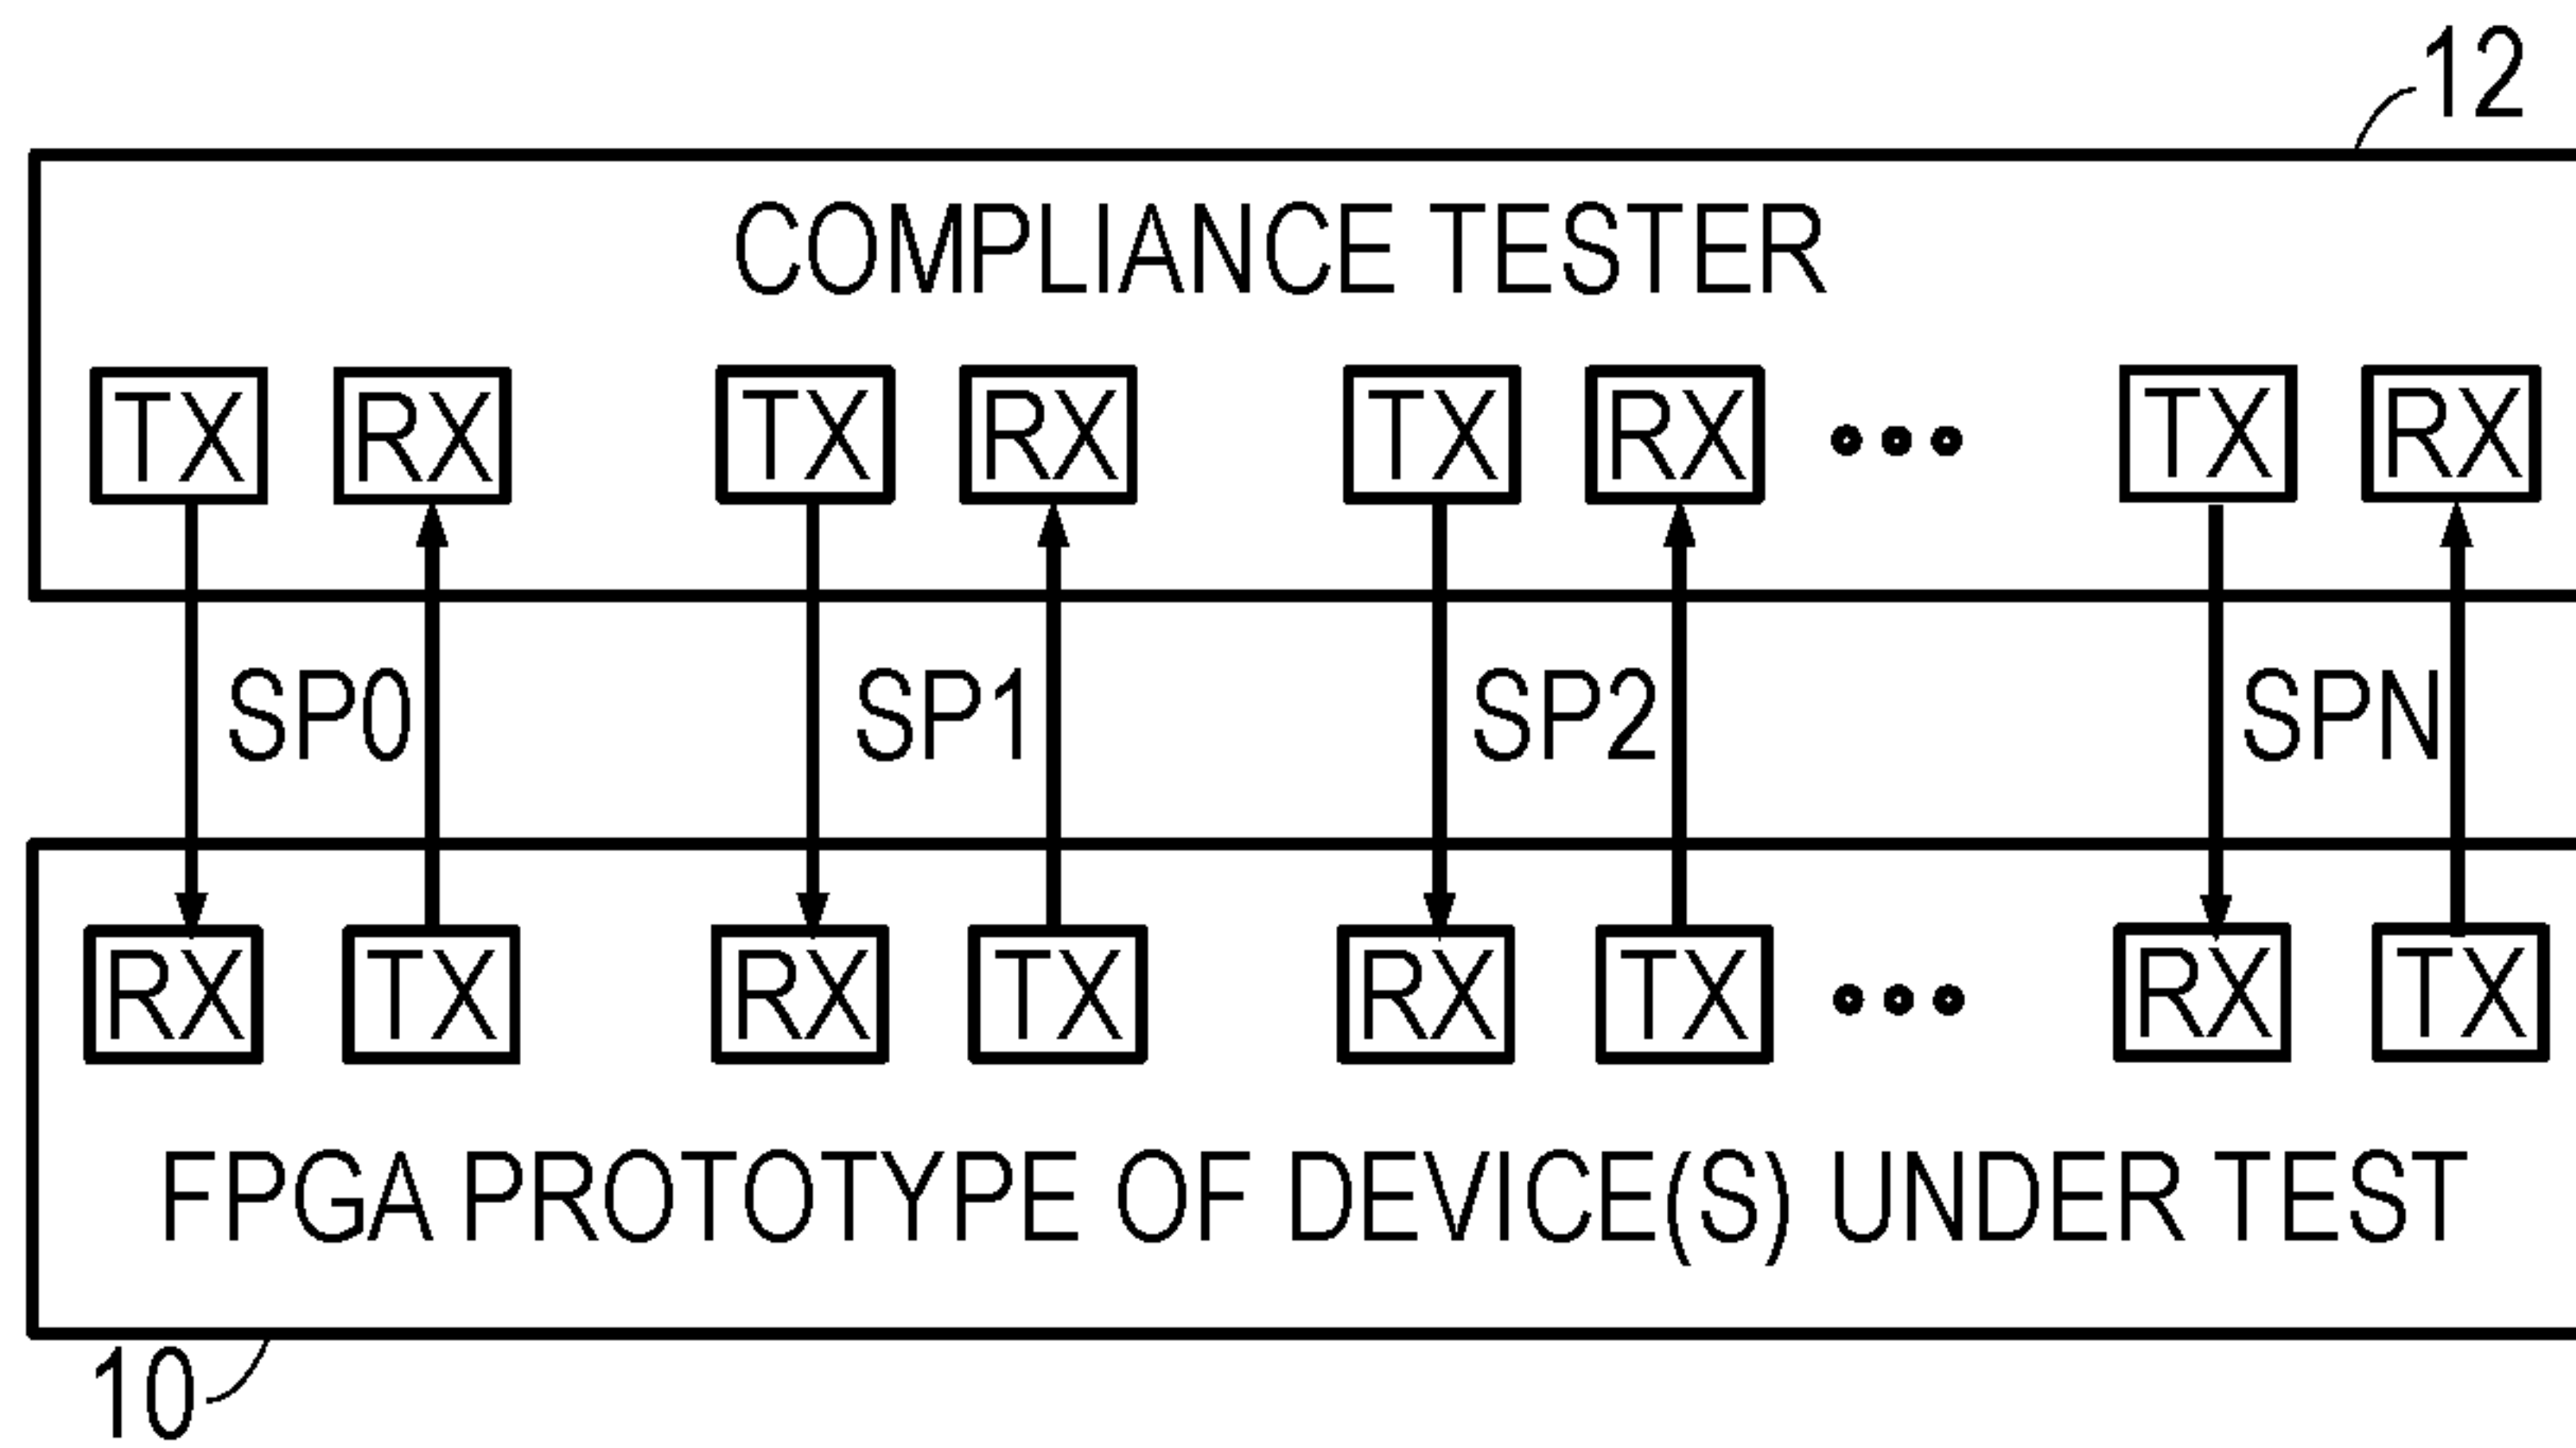 12
COMPLIANCE TESTER
TX RX TX RX TX RX TX RX
SP0 SP1 SP2 SPN
RX TX RX TX RX TX RX TX
FPGA PROTOTYPE OF DEVICE(S) UNDER TEST
10